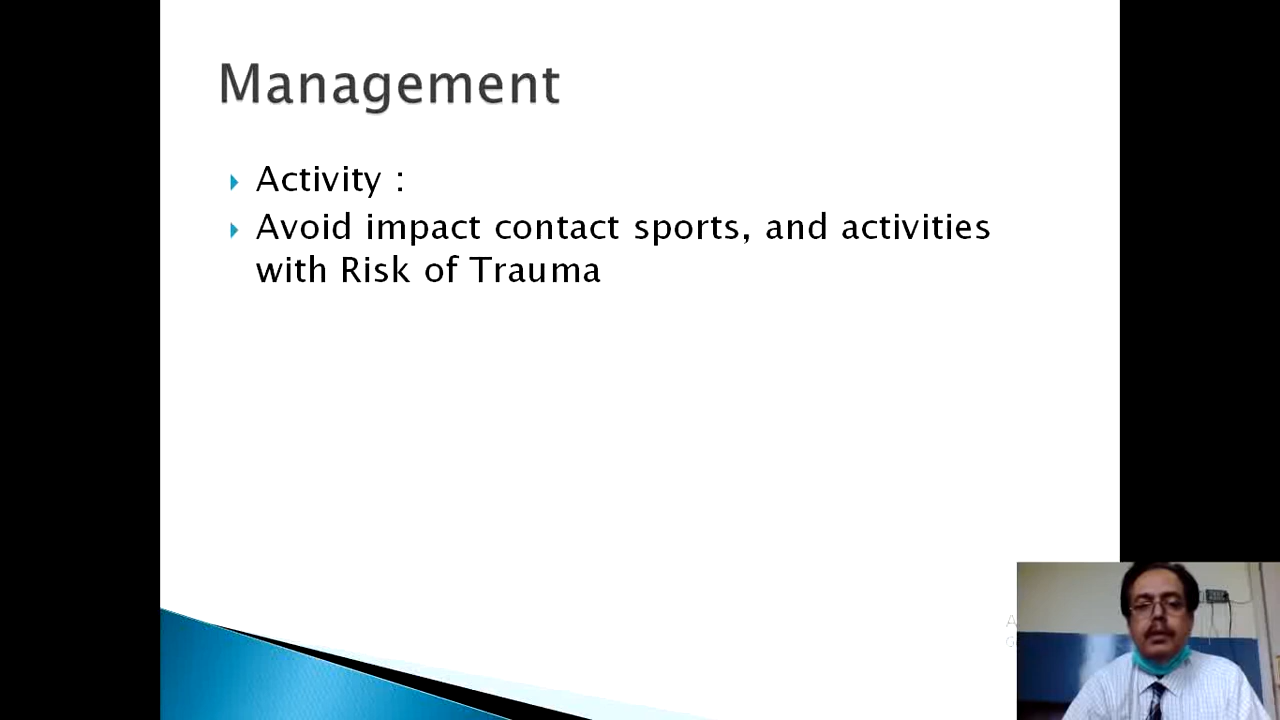 Management
Activity :
Avoid impact contact sports, and activities
with Risk of Trauma